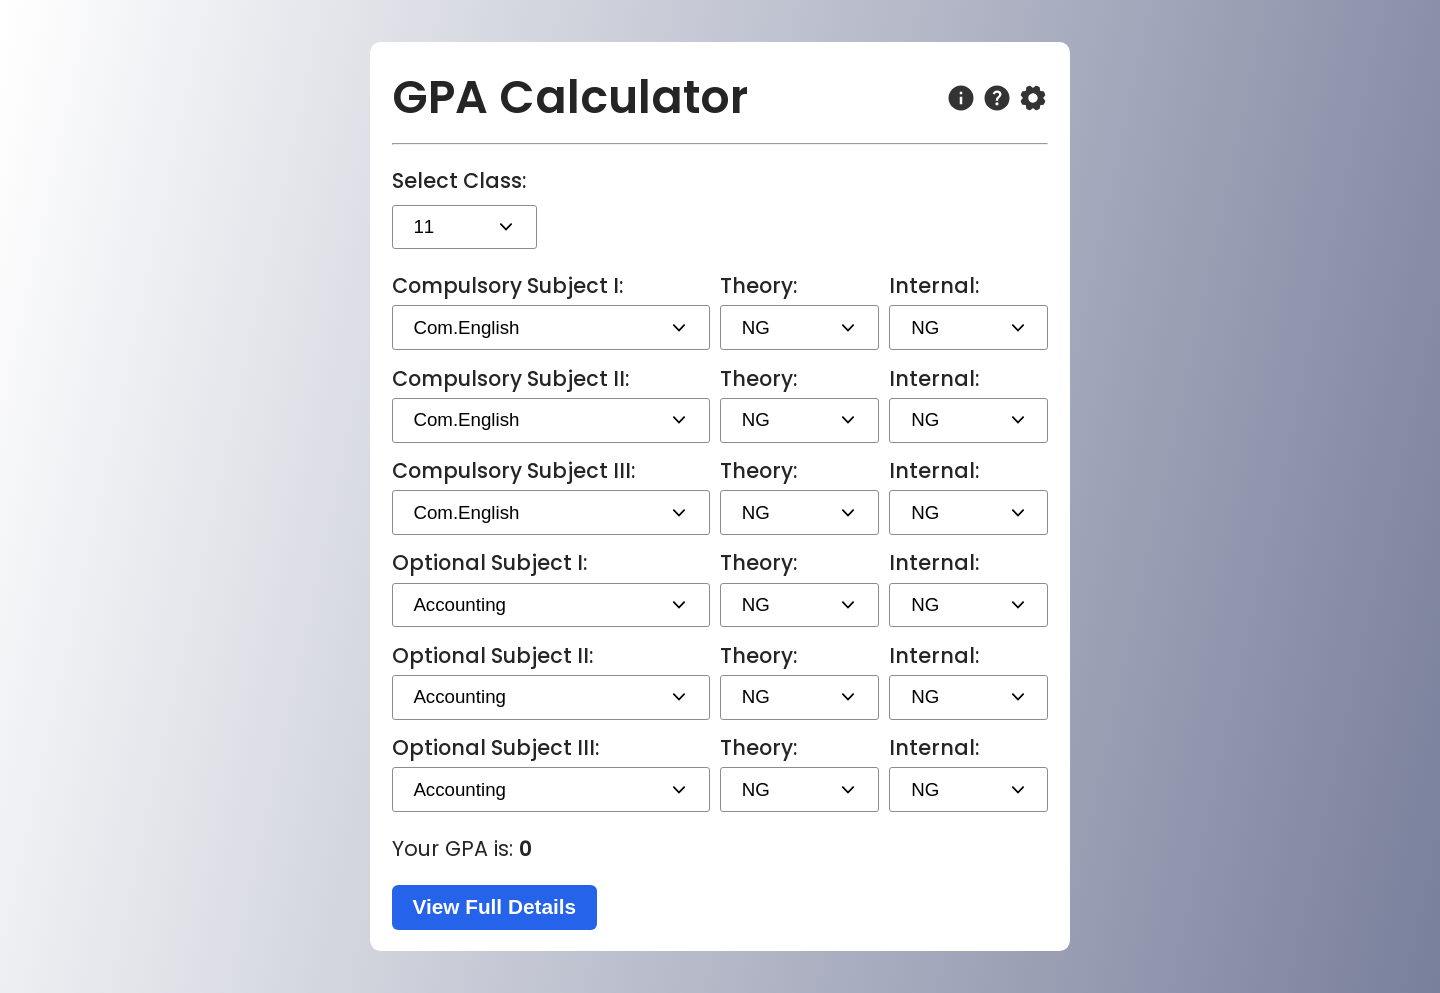 GPA Calculator
Select Class:
11
Compulsory Subject I: Theory: Internal:
Com.English NG NG
Compulsory Subject II: Theory: Internal:
Com.English NG NG
Compulsory Subject III: Theory: Internal:
Com.English NG NG
Optional Subject I: Theory: Internal:
Accounting NG NG
Optional Subject II: Theory: Internal:
Accounting NG NG
Optional Subject III: Theory: Internal:
Accounting NG NG
Your GPA is: 0
View Full Details